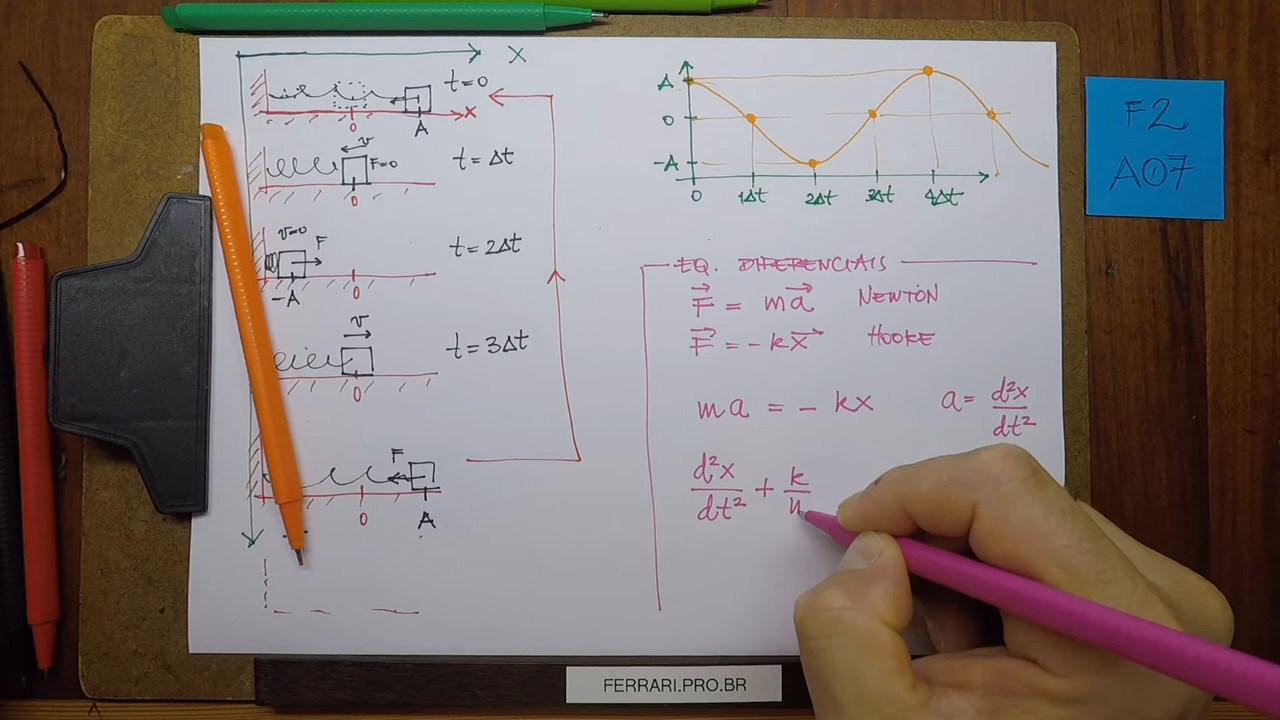 X
t=0
X
0
A
v
F=0
t=Δt
0
v=0
F
t=2Δt
-A
0
v
t=3Δt
0
F
0
A
A
0
-A
0 1Δt 2Δt 3Δt 4Δt
EQ. DIFERENCIAIS
F = ma NEWTON
F = -kx HOOKE
ma = - kx a= d²x/dt²
d²x/dt² + k/
F2
A07
FERRARI.PRO.BR